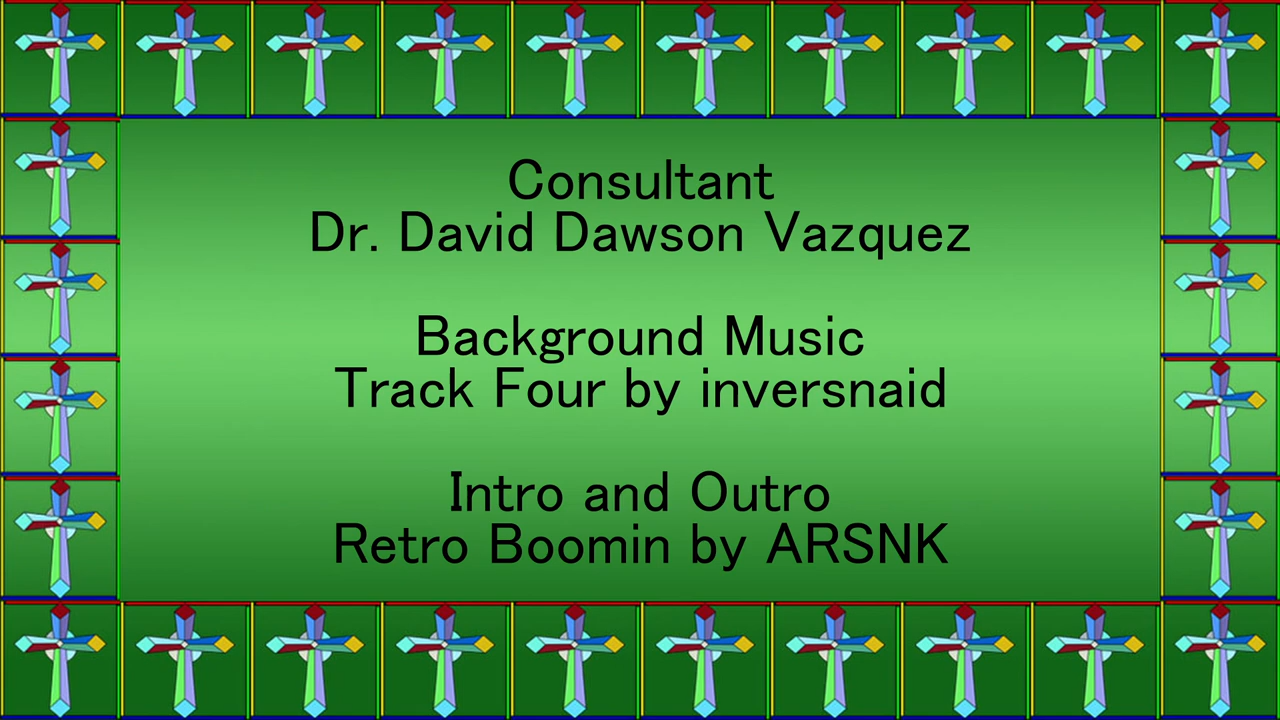 Consultant
Dr. David Dawson Vazquez
Background Music
Track Four by inversnaid
Intro and Outro
Retro Boomin by ARSNK